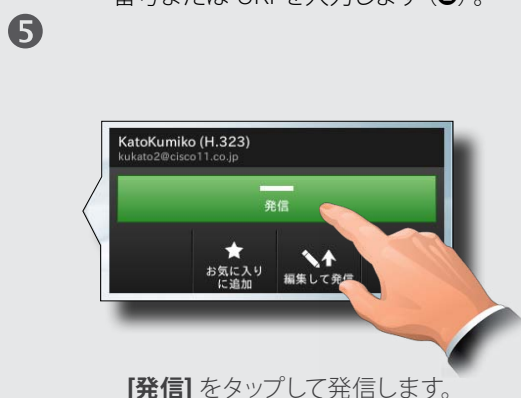 番号または URI を入力します (❸) 。
❺
KatoKumiko (H.323)
kukato2@cisco11.co.jp
発信
お気に入り
に追加
編集して発信
[発信] をタップして発信します。